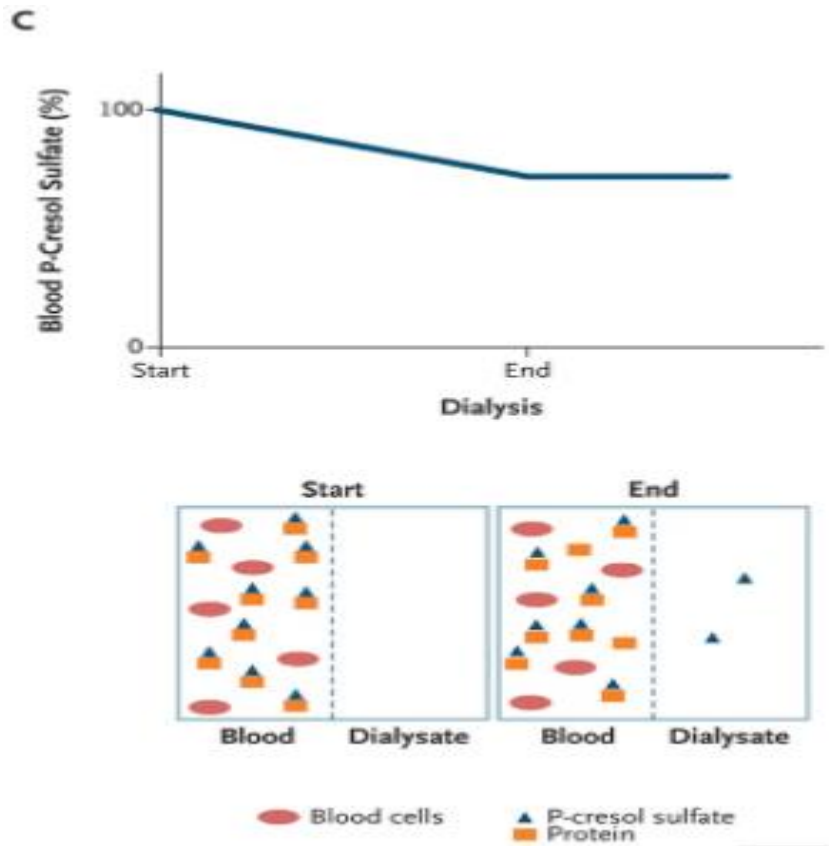 C
Blood P-Cresol Sulfate (%)
100
0
Start
End
Dialysis
Start
End
Blood
Dialysate
Blood
Dialysate
Blood cells
P-cresol sulfate
Protein